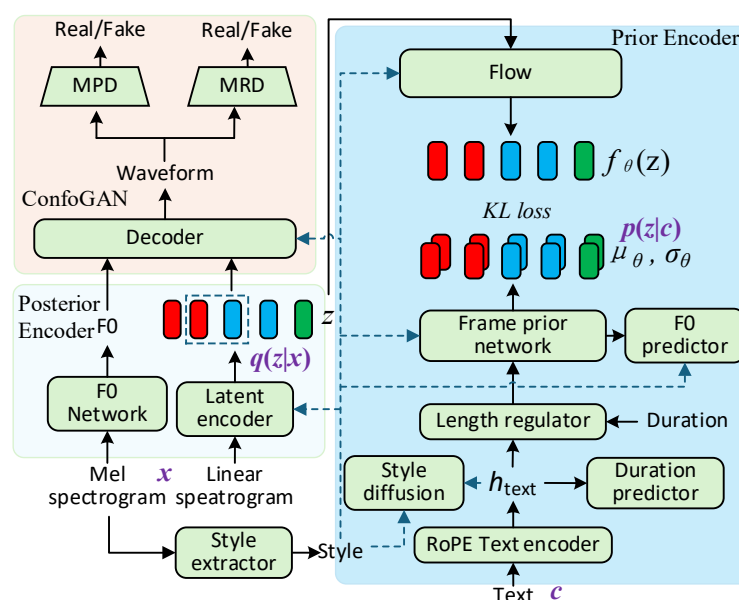 Real/Fake
Real/Fake
MPD
MRD
Waveform
ConfoGAN
Decoder
Posterior
Encoder
F0
z
q(z|x)
F0
Network
Latent
encoder
Mel
spectrogram
x
Linear
speatrogram
Style
extractor
Style
Prior Encoder
Flow
f θ(z)
KL loss
p(z|c)
μ θ , σθ
Frame prior
network
F0
predictor
Length regulator
Duration
Style
diffusion
htext
Duration
predictor
RoPE Text encoder
Text
c